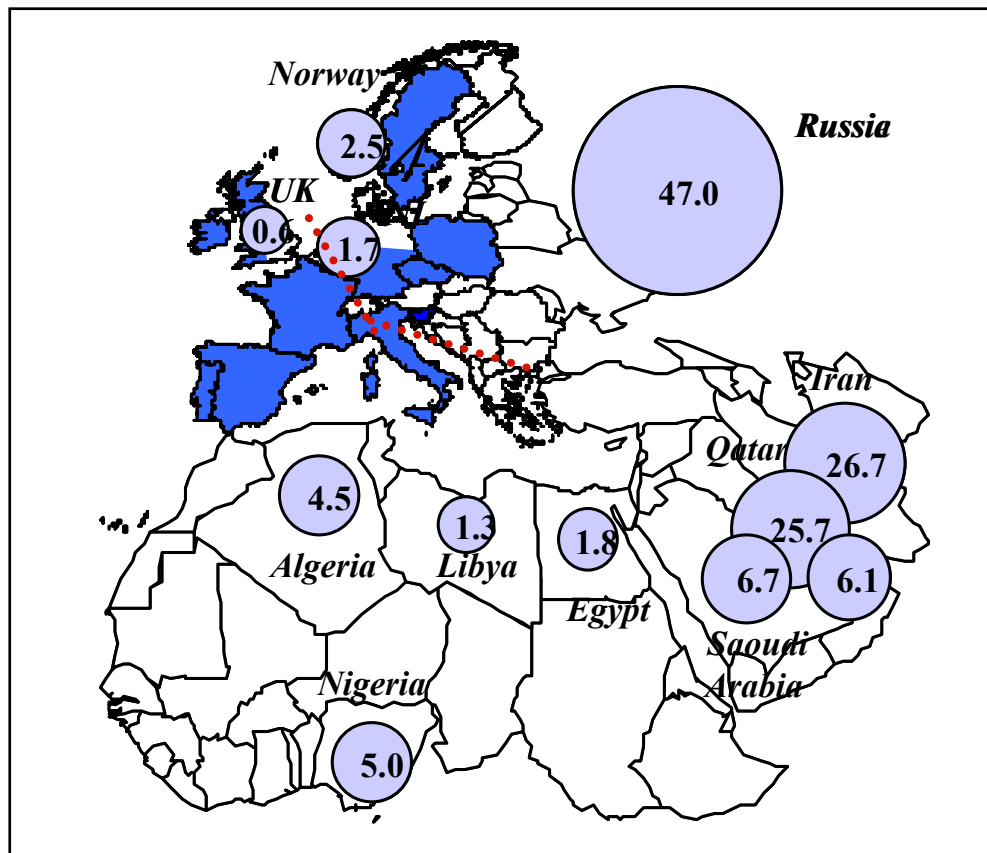 Norway
Russia
2.5
UK
47.0
0.6
1.7
Iran
Qatar
26.7
4.5
25.7
1.3
1.8
Algeria
Libya
6.7
6.1
Egypt
Saoudi
Arabia
Nigeria
5.0